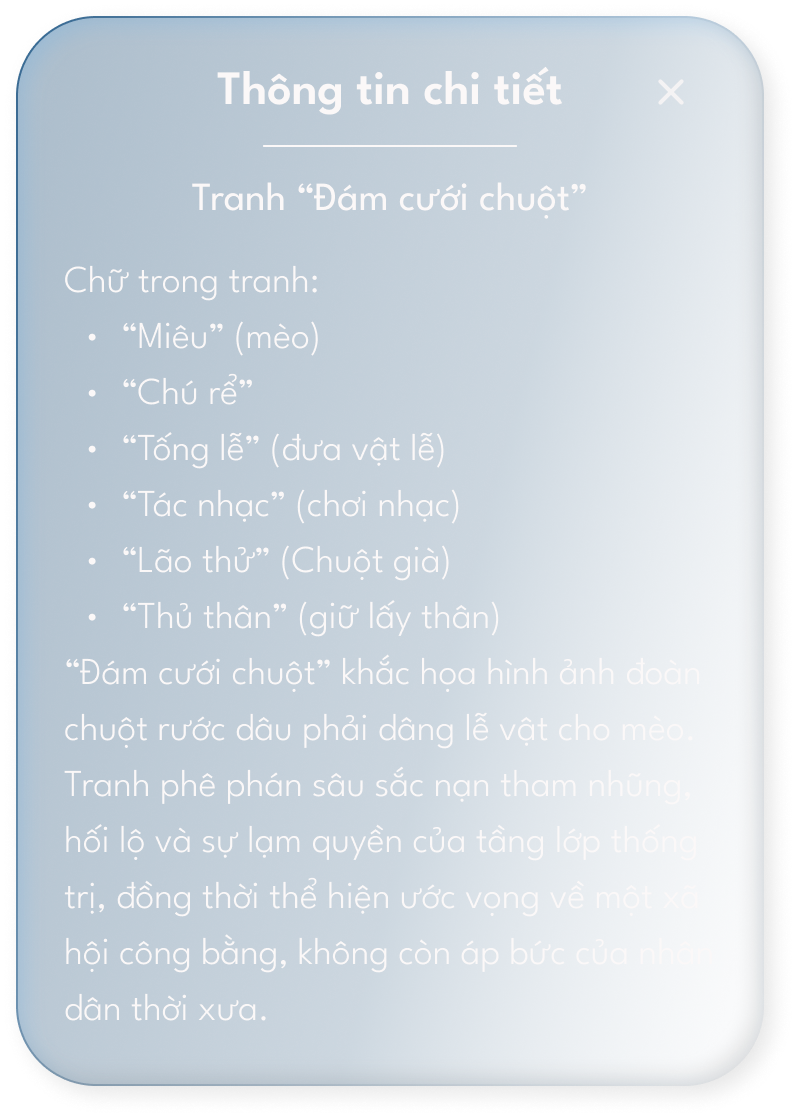 Thông tin chi tiết
Tranh “Đám cưới chuột”
Chữ trong tranh:
• “Miêu” (mèo)
• “Chú rể”
• “Tống lễ” (đưa vật lễ)
• “Tác nhạc” (chơi nhạc)
• “Lão thử” (Chuột già)
• “Thủ thân” (giữ lấy thân)
“Đám cưới chuột” khắc họa hình ảnh đoàn
chuột rước dâu phải dâng lễ vật cho mèo.
Tranh phê phán sâu sắc nạn tham nhũng,
hối lộ và sự lạm quyền của tầng lớp thống
trị, đồng thời thể hiện ước vọng về một xã
hội công bằng, không còn áp bức của nhân
dân thời xưa.